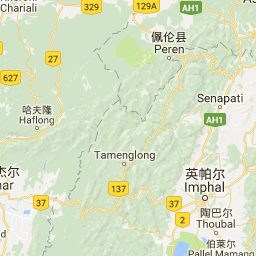 Chariali
329
129A
AH1
佩伦县
Peren
27
627
哈夫隆
Haflong
Senapati
AH1
Tamenglong
杰尔
har
137
英帕尔
Imphal
37
37
2
陶巴尔
Thoubal
伯莱尔
Pallel Mamang